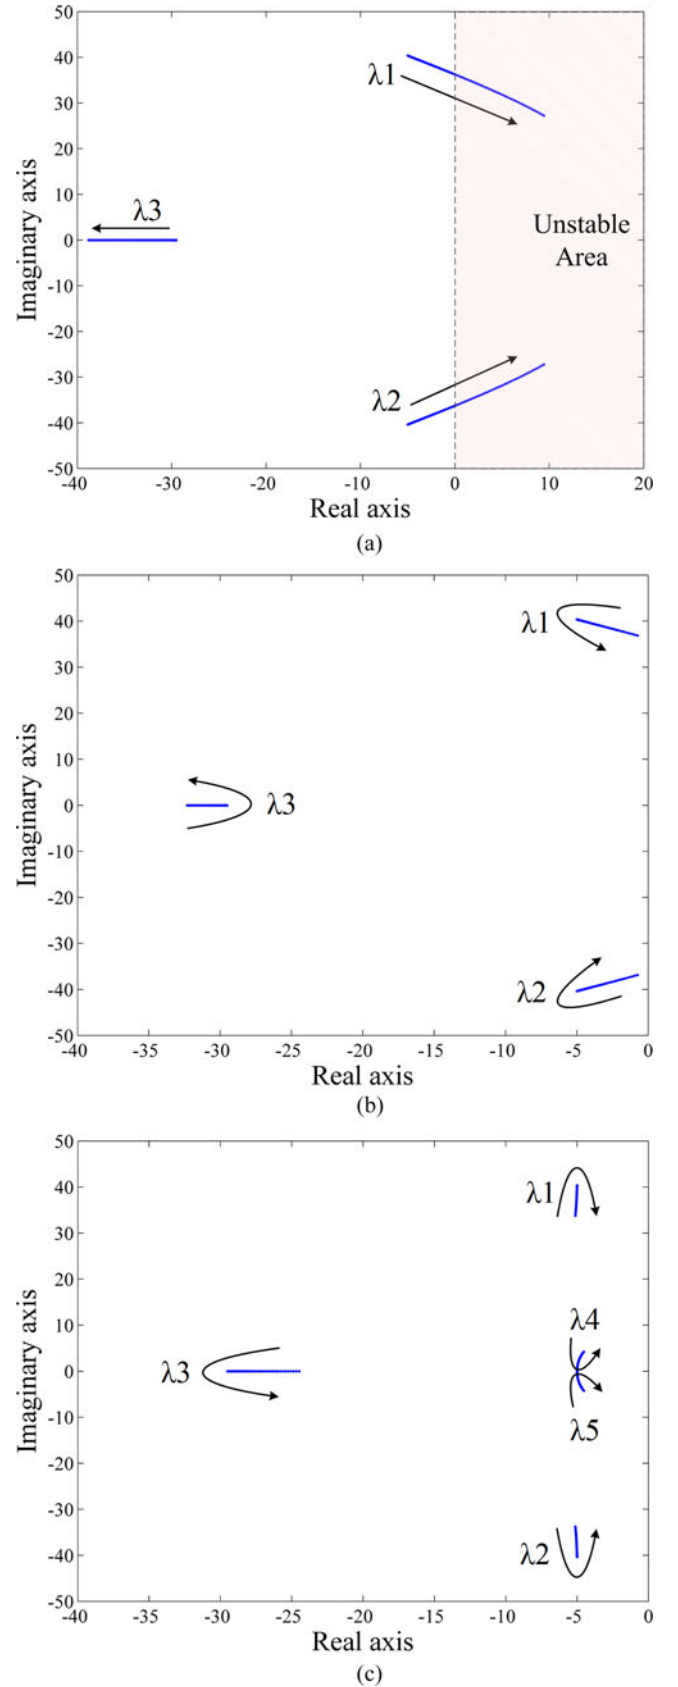 50
40
λ1
30
20
10
λ3
Unstable
0
Area
-10
-20
-30
λ2
-40
-50
-40 -30 -20 -10 0 10 20
Imaginary axis
Real axis
(a)
50
40
λ1
30
20
10
0
λ3
-10
-20
-30
-40
λ2
-50
-40 -35 -30 -25 -20 -15 -10 -5 0
Imaginary axis
Real axis
(b)
50
40
λ1
30
20
10
λ4
0
λ3
-10
λ5
-20
-30
-40
λ2
-50
-40 -35 -30 -25 -20 -15 -10 -5 0
Imaginary axis
Real axis
(c)